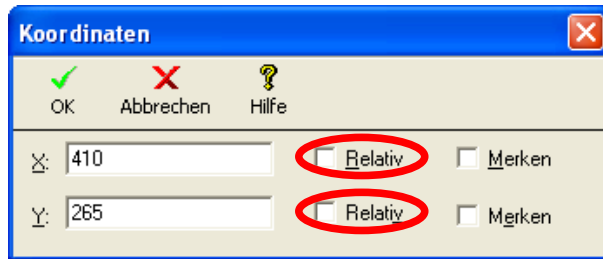 Koordinaten
OK Abbrechen Hilfe
X: 410 Relativ Merken
Y: 265 Relativ Merken